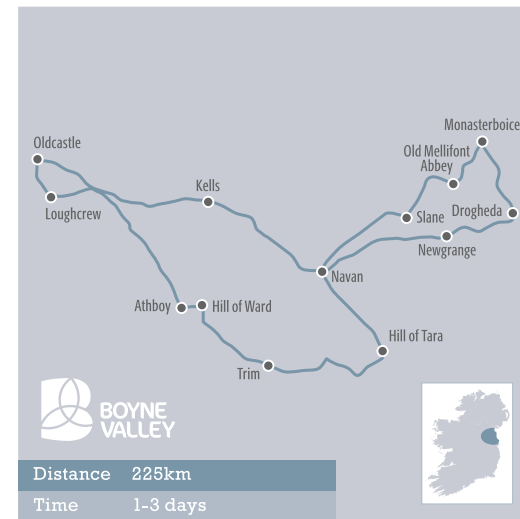 Monasterboice
Oldcastle
Old Mellifont
Abbey
Kells
Loughcrew
Slane
Drogheda
Newgrange
Navan
Athboy
Hill of Ward
Hill of Tara
Trim
BOYNE
VALLEY
Distance 225km
Time 1-3 days